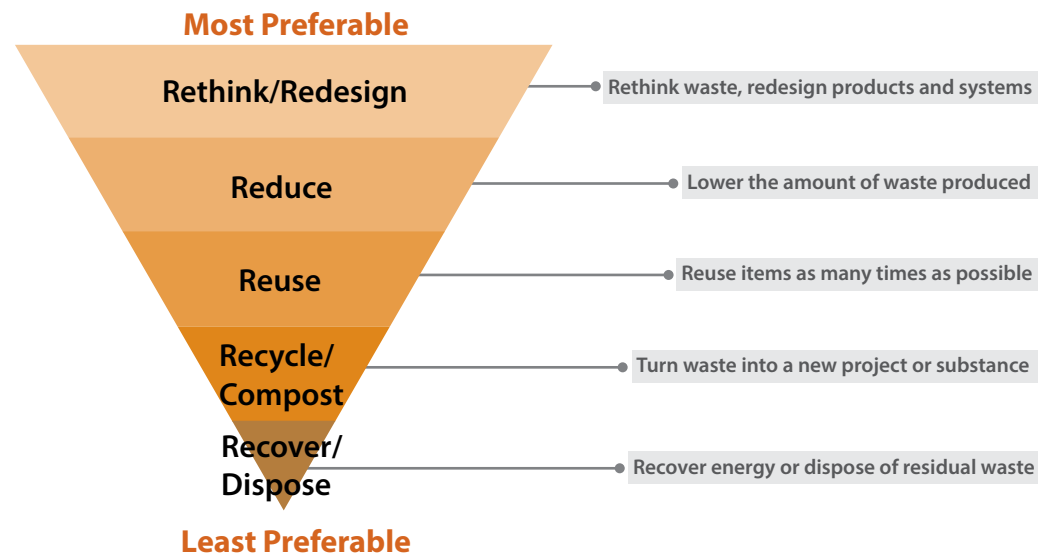 Most Preferable
Rethink/Redesign
Rethink waste, redesign products and systems
Reduce
Lower the amount of waste produced
Reuse
Reuse items as many times as possible
Recycle/
Compost
Turn waste into a new project or substance
Recover/
Dispose
Recover energy or dispose of residual waste
Least Preferable